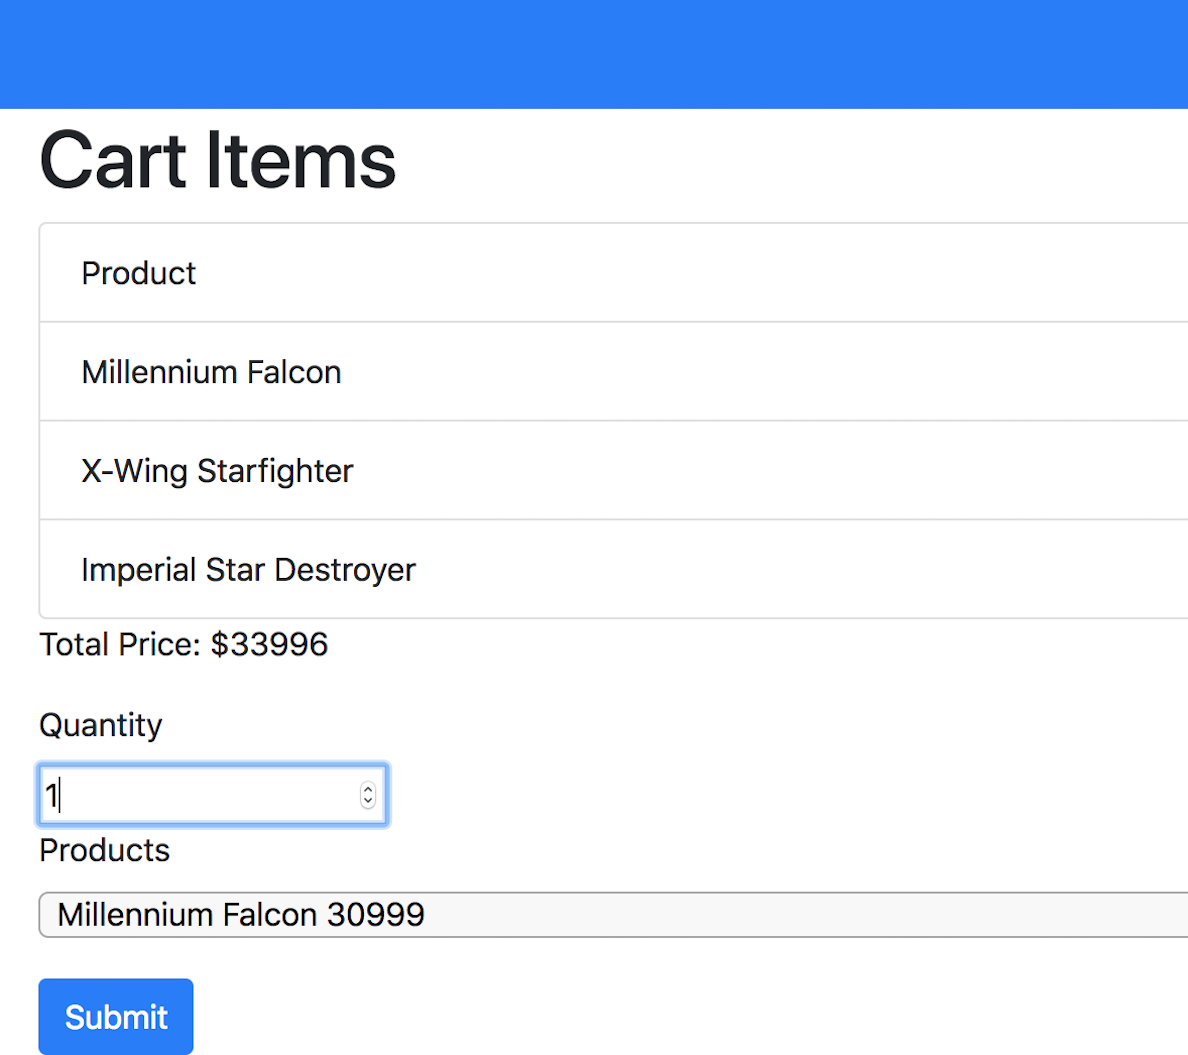 Cart Items
Product
Millennium Falcon
X-Wing Starfighter
Imperial Star Destroyer
Total Price: $33996
Quantity
1
Products
Millennium Falcon 30999
Submit